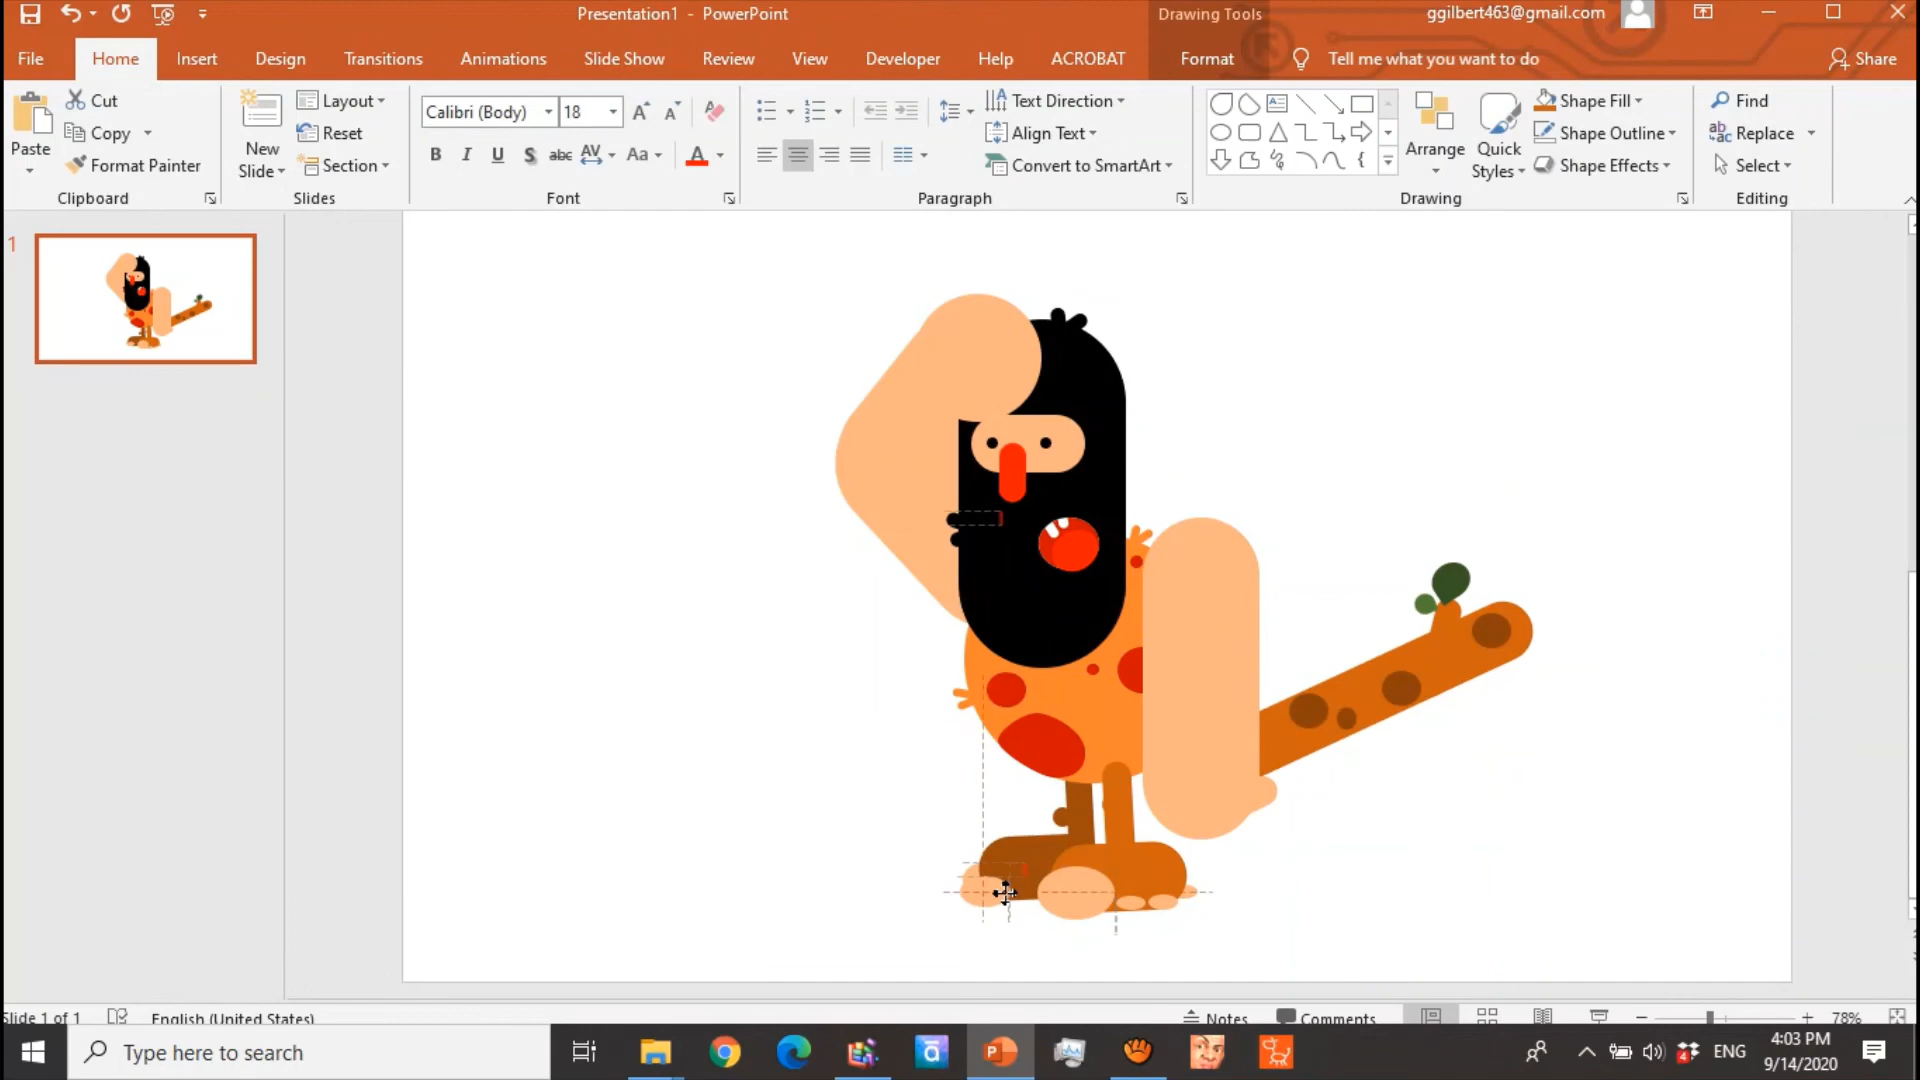 Presentation1 - PowerPoint
Drawing Tools
ggilbert463@gmail.com
File
Home
Insert
Design
Transitions
Animations
Slide Show
Review
View
Developer
Help
ACROBAT
Format
Tell me what you want to do
Share
Paste
Cut
Copy
Format Painter
Clipboard
New
Slide
Layout
Reset
Section
Slides
Calibri (Body)
18
B I U S abc AV Aa A
Font
Text Direction
Align Text
Convert to SmartArt
Paragraph
Arrange
Quick
Styles
Shape Fill
Shape Outline
Shape Effects
Drawing
Find
Replace
Select
Editing
1
Slide 1 of 1
English (United States)
Notes
Comments
78%
Type here to search
ENG
4:03 PM
9/14/2020